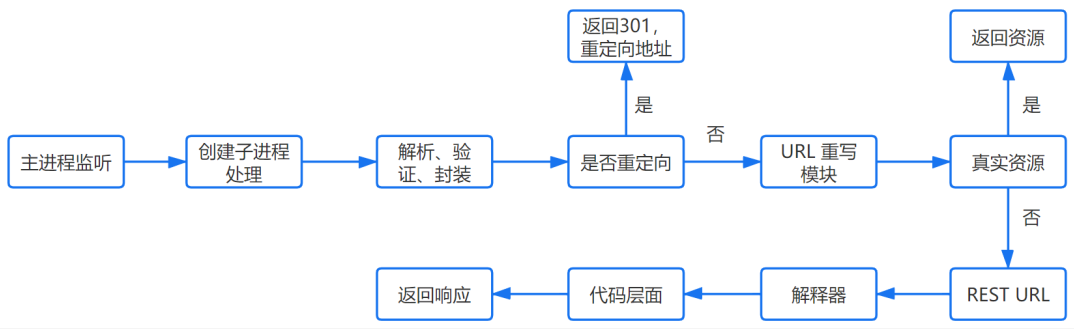 返回301，
重定向地址
返回资源
是
是
主进程监听
创建子进程
处理
解析、验
证、封装
是否重定向
否
URL 重写
模块
真实资源
否
返回响应
代码层面
解释器
REST URL